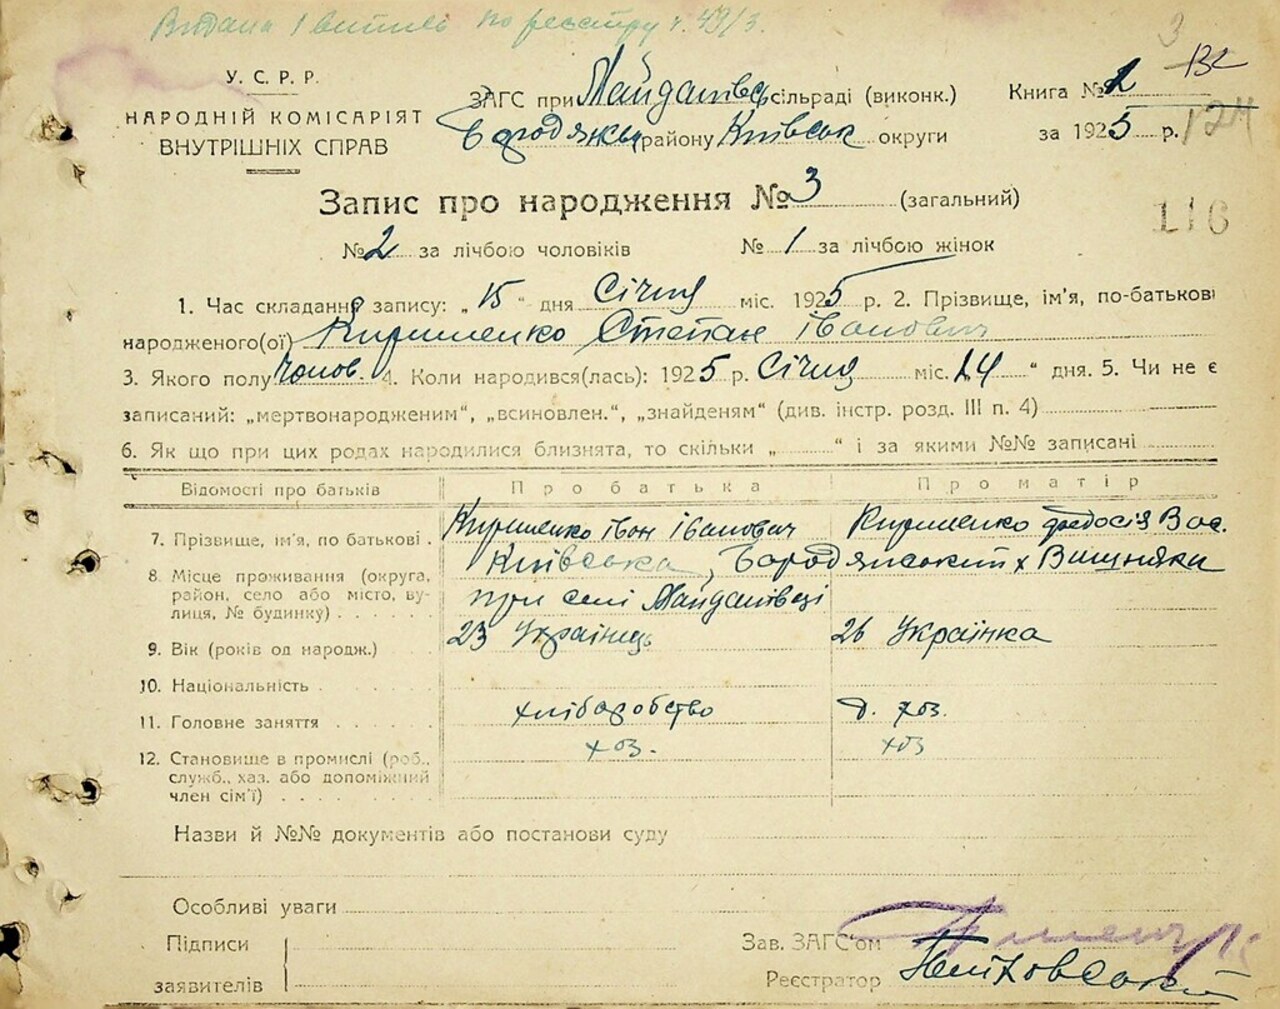 Видана 1 витяг по реєстру ч. 49/3.
3
132
У. С. Р. Р.
НАРОДНІЙ КОМІСАРІЯТ
ВНУТРІШНІХ СПРАВ
ЗАГС при Майданівсь сільраді (виконк.)
Бородянськ району Київськ округи
Книга № 1
за 1925 р. 124
Запис про народження № 3 (загальний)
116
№ 2 за лічбою чоловіків № 1 за лічбою жінок
1. Час складання запису: „ 15 “ дня Січня міс. 1925 р. 2. Прізвище, ім’я, по-батькові
народженого(ої) Кириленко Степан Іванович
3. Якого полу чолов. 4. Коли народився(лась): 1925 р. Січня міс. „14 “ дня. 5. Чи не є
записаний: „мертвонародженим“, „всиновлен.“, „знайденям“ (див. інстр. розд. III п. 4)
6. Як що при цих родах народилися близнята, то скільки „ “ і за якими №№ записані
Відомості про батьків Про батька Про матір
7. Прізвище, ім’я, по батькові . Кириленко Іван Іванович Кириленко Федосія Вас.
8. Місце проживання (округа, район, село або місто, вулиця, № будинку) Київська, Бородянський х Вишняки
при селі Майданівці
9. Вік (років од народж.) 23 Українець 26 Українка
10. Національність
11. Головне заняття хліборобство д. хоз.
12. Становище в промислі (роб., служб., хаз. або допоміжний член сім’ї) хоз. хоз
Назви й №№ документів або постанови суду
Особливі уваги
Підписи
заявителів
Зав. ЗАГС’ом
Реєстратор